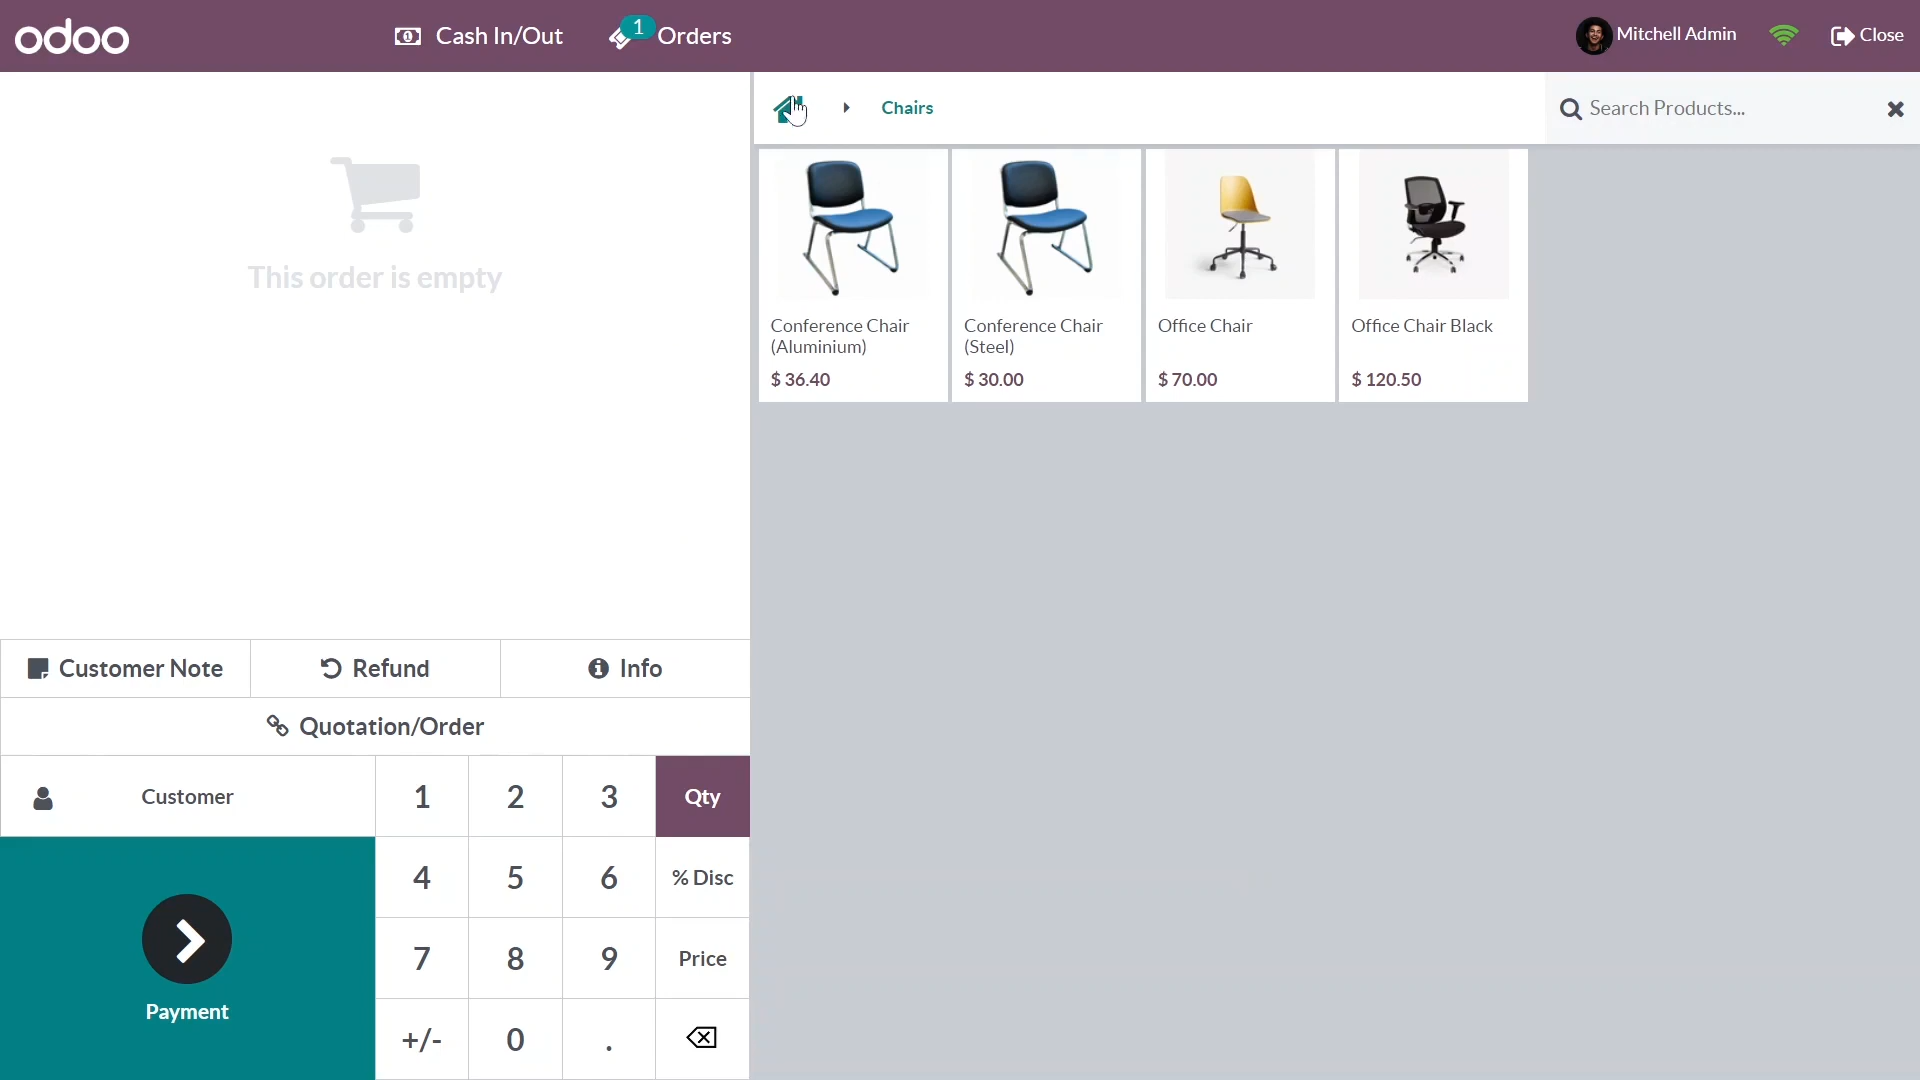 odoo
Cash In/Out
1
Orders
Mitchell Admin
Close
Chairs
Search Products...
This order is empty
Conference Chair
(Aluminium)
$ 36.40
Conference Chair
(Steel)
$ 30.00
Office Chair
$ 70.00
Office Chair Black
$ 120.50
Customer Note
Refund
Info
Quotation/Order
Customer
1
2
3
Qty
4
5
6
% Disc
7
8
9
Price
Payment
+/-
0
.